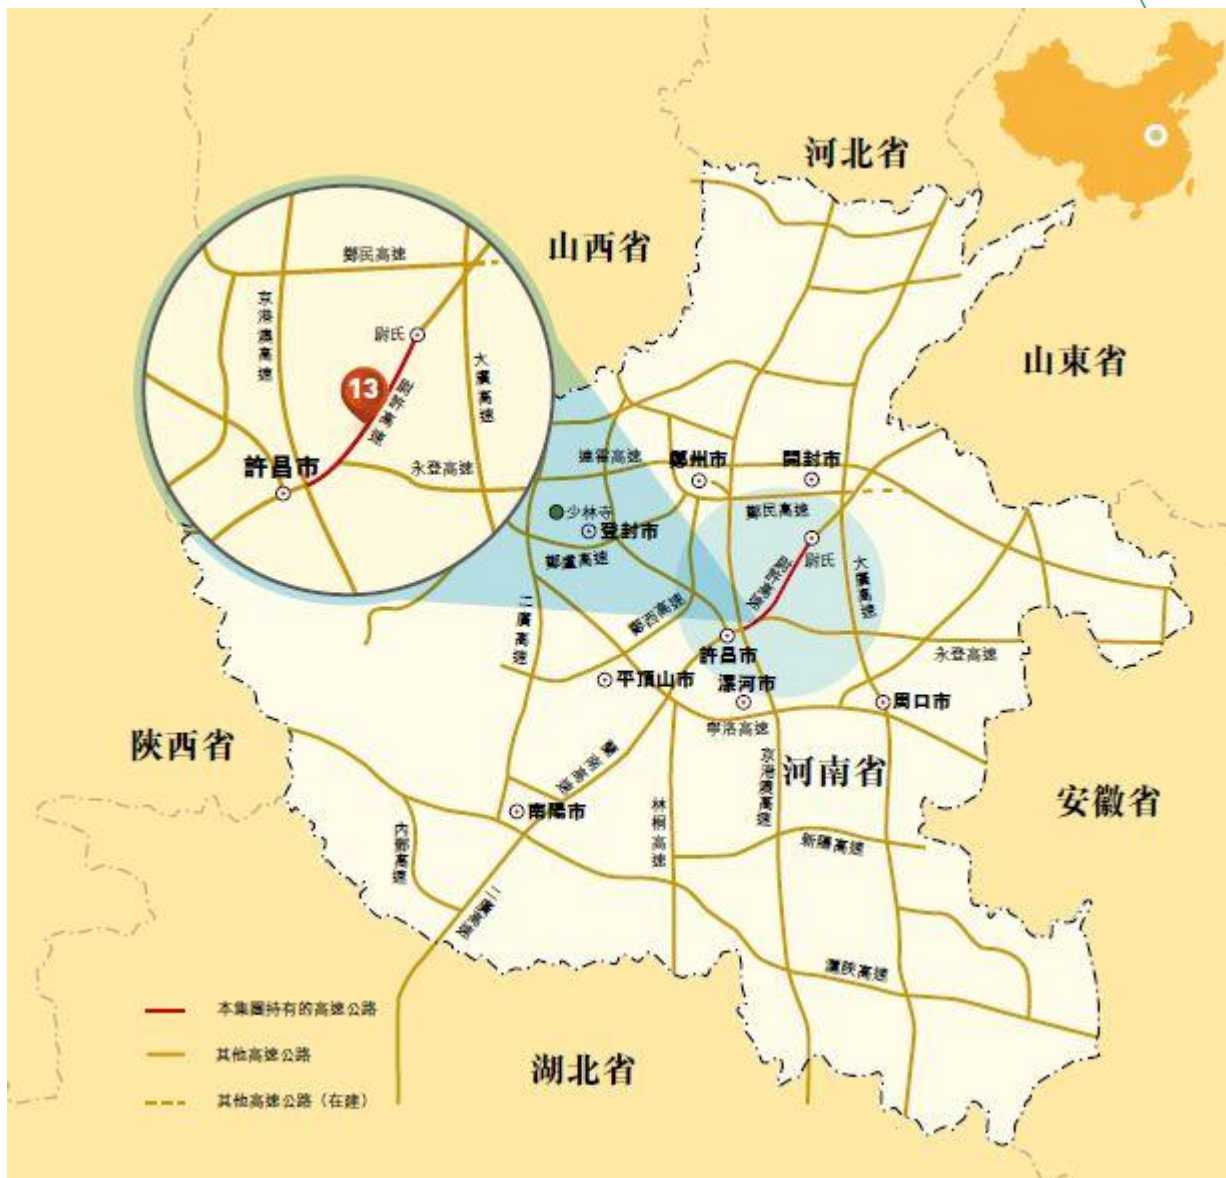 河北省
山西省
山東省
鄭民高速
京港澳高速
尉氏
大廣高速
13
許昌市
永登高速
連霍高速
鄭州市
開封市
少林寺
登封市
鄭民高速
鄭盧高速
尉氏
大廣高速
二廣高速
鄭西高速
許昌市
永登高速
平頂山市
漯河市
周口市
寧洛高速
陝西省
蘭南高速
京港澳高速
河南省
安徽省
南陽市
林桐高速
內鄧高速
新陽高速
二廣高速
滬陝高速
本集團持有的高速公路
其他高速公路
其他高速公路（在建）
湖北省